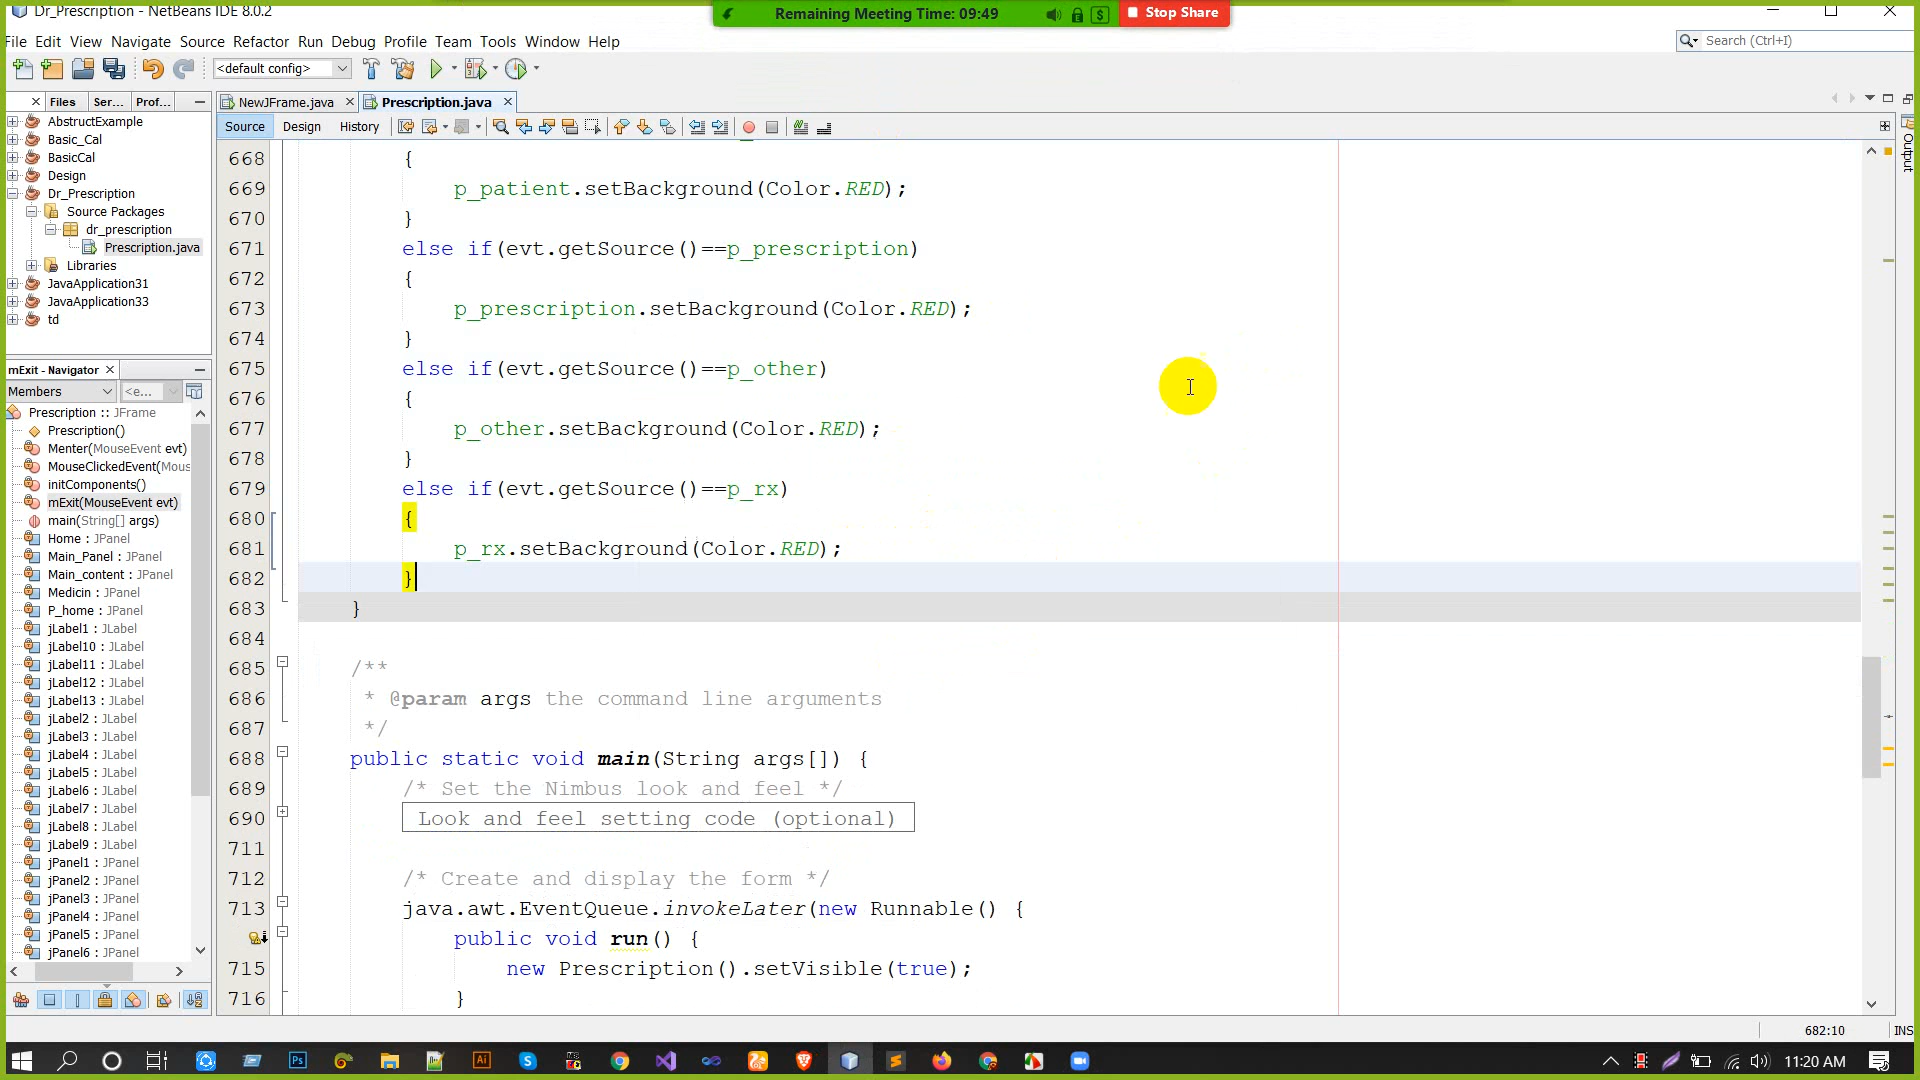 Dr_Prescription - NetBeans IDE 8.0.2
Remaining Meeting Time: 09:49
Stop Share
File Edit View Navigate Source Refactor Run Debug Profile Team Tools Window Help
Search (Ctrl+I)
<default config>
Files Ser... Prof...
NewJFrame.java
Prescription.java
Source Design History
AbstructExample
Basic_Cal
BasicCal
Design
Dr_Prescription
Source Packages
dr_prescription
Prescription.java
Libraries
JavaApplication31
JavaApplication33
td
mExit - Navigator
Members
<e...
Prescription :: JFrame
Prescription()
Menter(MouseEvent evt)
MouseClickedEvent(Mous
initComponents()
mExit(MouseEvent evt)
main(String[] args)
Home : JPanel
Main_Panel : JPanel
Main_content : JPanel
Medicin : JPanel
P_home : JPanel
jLabel1 : JLabel
jLabel10 : JLabel
jLabel11 : JLabel
jLabel12 : JLabel
jLabel13 : JLabel
jLabel2 : JLabel
jLabel3 : JLabel
jLabel4 : JLabel
jLabel5 : JLabel
jLabel6 : JLabel
jLabel7 : JLabel
jLabel8 : JLabel
jLabel9 : JLabel
jPanel1 : JPanel
jPanel2 : JPanel
jPanel3 : JPanel
jPanel4 : JPanel
jPanel5 : JPanel
jPanel6 : JPanel
668 {
669 p_patient.setBackground(Color.RED);
670 }
671 else if(evt.getSource()==p_prescription)
672 {
673 p_prescription.setBackground(Color.RED);
674 }
675 else if(evt.getSource()==p_other)
676 {
677 p_other.setBackground(Color.RED);
678 }
679 else if(evt.getSource()==p_rx)
680 {
681 p_rx.setBackground(Color.RED);
682 }
683 }
684
685 /**
686 * @param args the command line arguments
687 */
688 public static void main(String args[]) {
689 /* Set the Nimbus look and feel */
690 Look and feel setting code (optional)
711
712 /* Create and display the form */
713 java.awt.EventQueue.invokeLater(new Runnable() {
public void run() {
715 new Prescription().setVisible(true);
716 }
Output
682:10
INS
11:20 AM